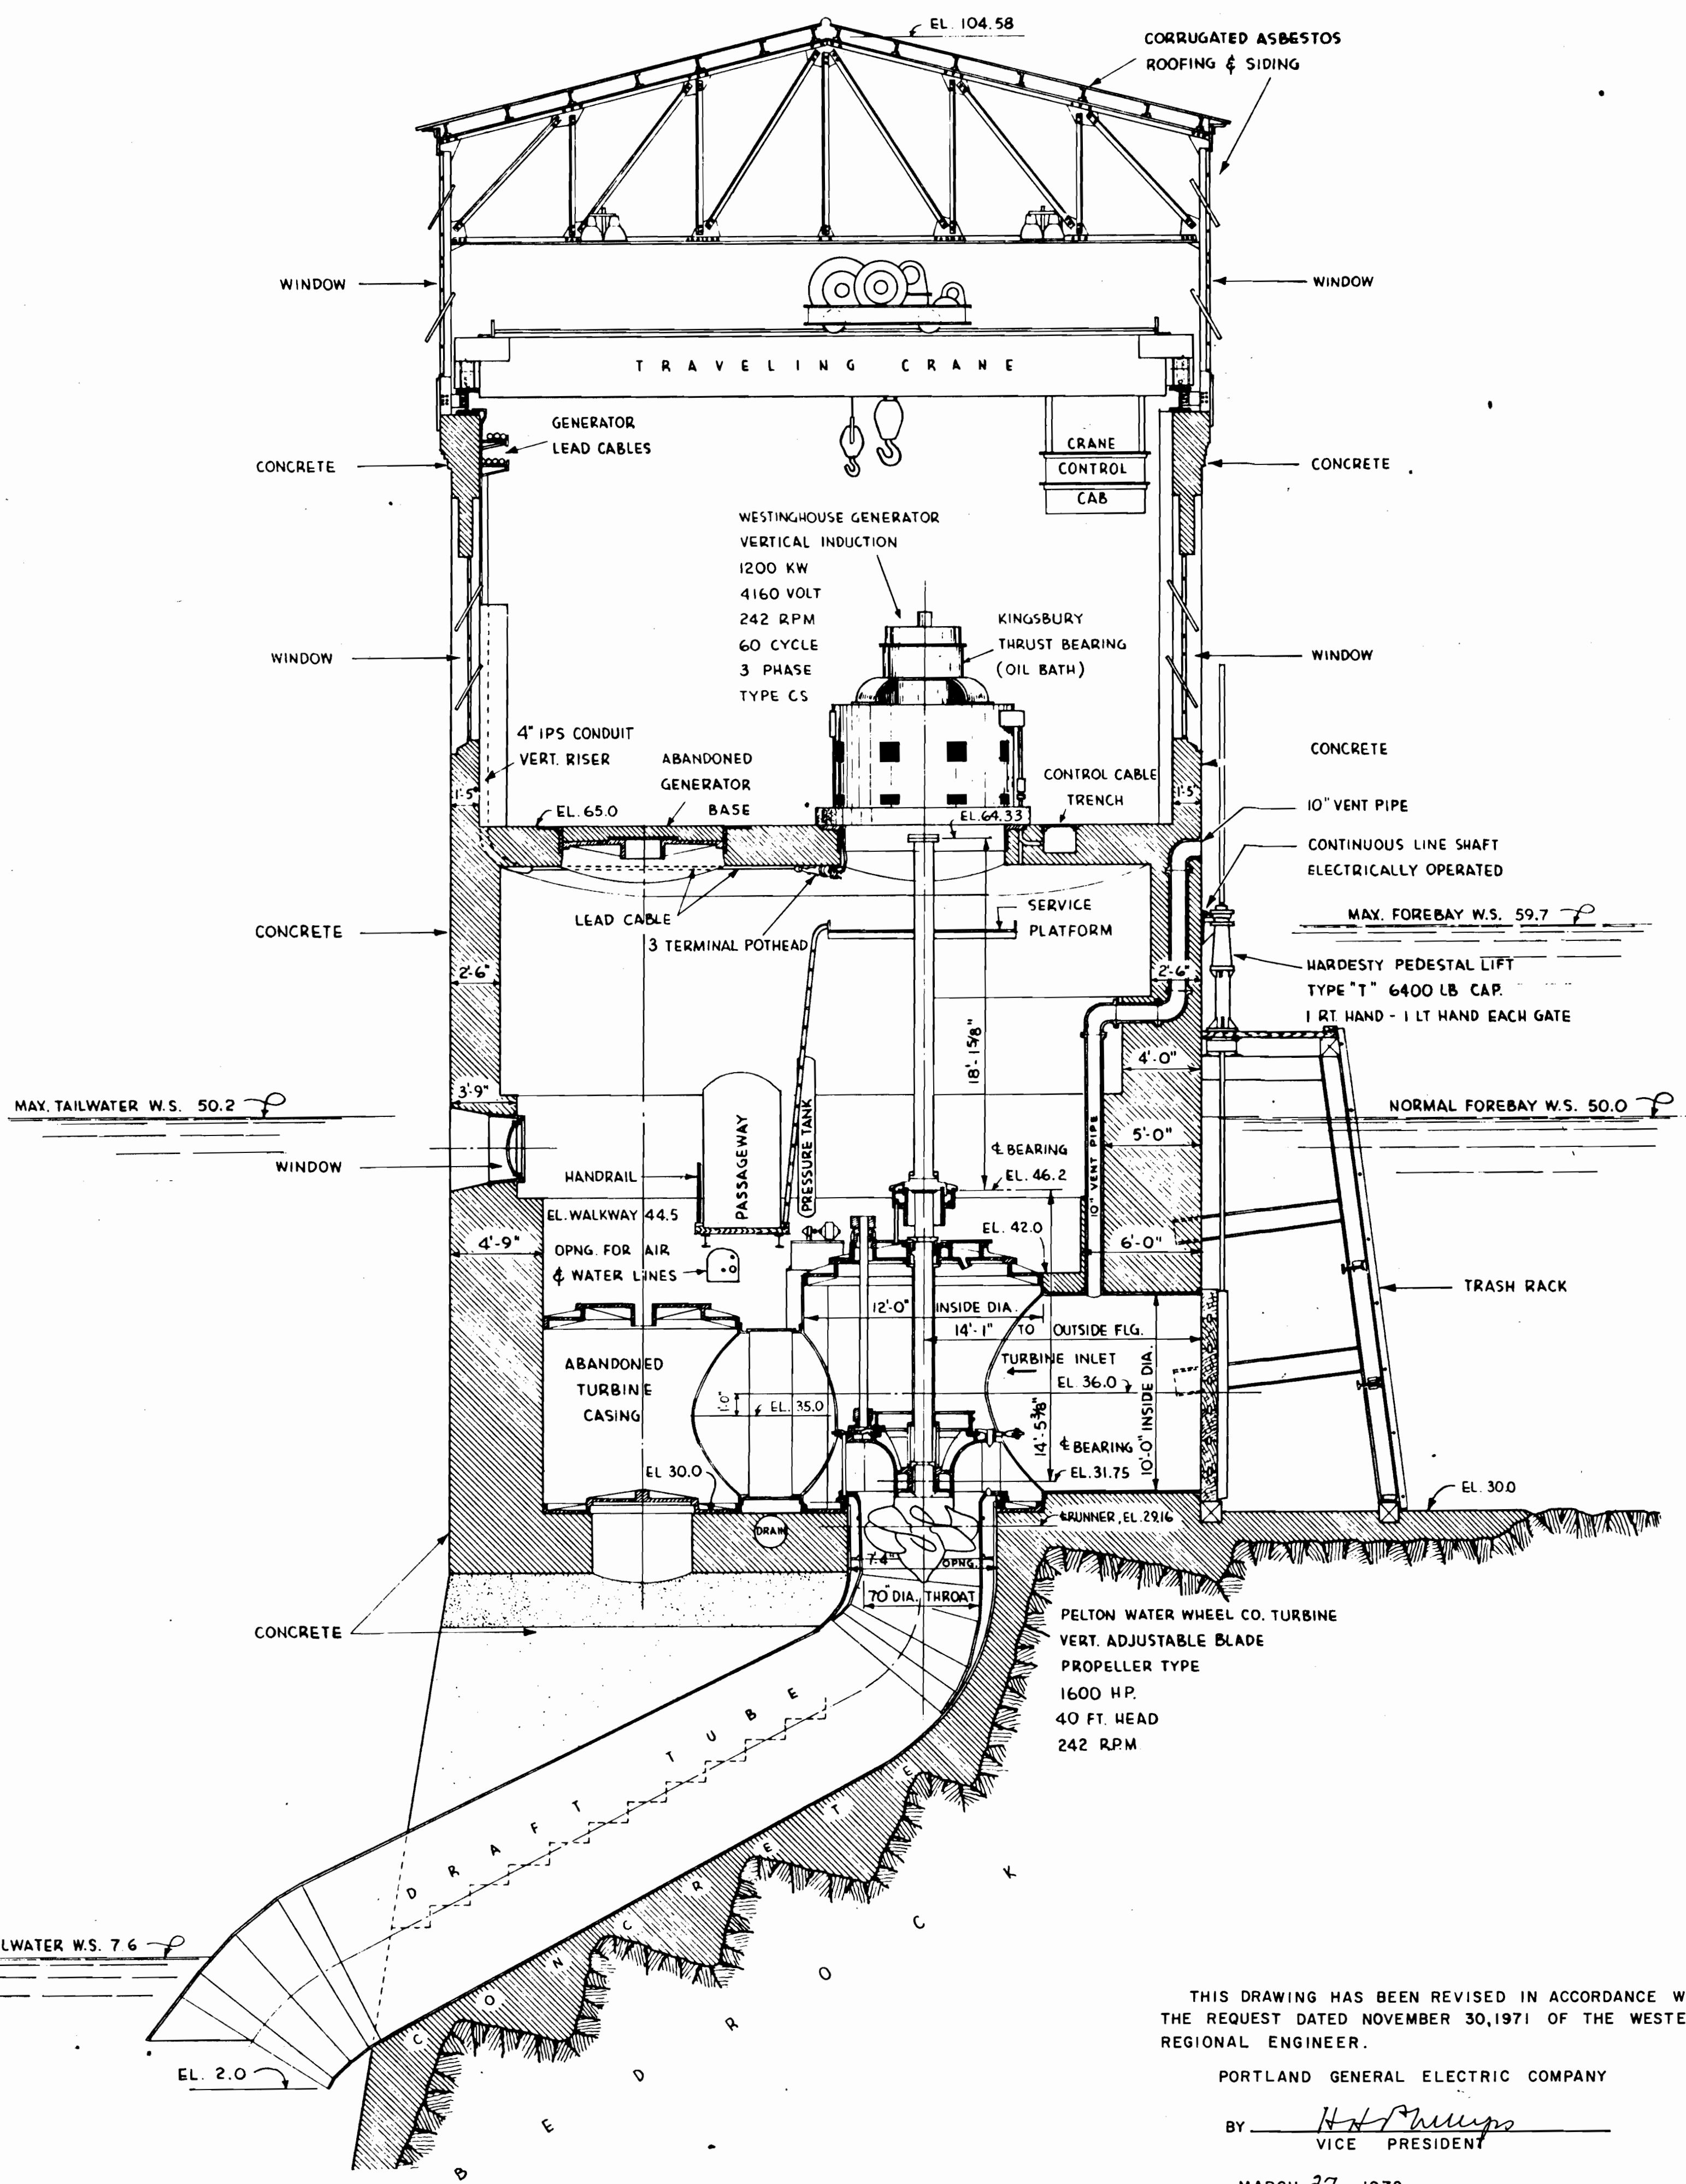 EL. 104.58
CORRUGATED ASBESTOS
ROOFING & SIDING
WINDOW
WINDOW
TRAVELING CRANE
GENERATOR
LEAD CABLES
CRANE
CONTROL
CAB
CONCRETE
CONCRETE
WESTINGHOUSE GENERATOR
VERTICAL INDUCTION
1200 KW
4160 VOLT
242 RPM
60 CYCLE
3 PHASE
TYPE CS
KINGSBURY
THRUST BEARING
(OIL BATH)
WINDOW
WINDOW
4" IPS CONDUIT
VERT. RISER
ABANDONED
GENERATOR
BASE
CONTROL CABLE
TRENCH
CONCRETE
1'-5"
1'-5"
EL. 65.0
EL. 64.33
10" VENT PIPE
CONTINUOUS LINE SHAFT
ELECTRICALLY OPERATED
LEAD CABLE
3 TERMINAL POTHEAD
SERVICE
PLATFORM
MAX. FOREBAY W.S. 59.7
CONCRETE
2'-6"
2'-6"
HARDESTY PEDESTAL LIFT
TYPE "T" 6400 LB CAP.
1 RT. HAND - 1 LT HAND EACH GATE
18'-1 5/8"
4'-0"
3'-9"
MAX. TAILWATER W.S. 50.2
NORMAL FOREBAY W.S. 50.0
PASSAGEWAY
PRESSURE TANK
10" VENT PIPE
5'-0"
WINDOW
HANDRAIL
℄ BEARING
EL. 46.2
EL. WALKWAY 44.5
EL. 42.0
4'-9"
OPNG. FOR AIR
& WATER LINES
6'-0"
TRASH RACK
12'-0" INSIDE DIA.
14'-1" TO OUTSIDE FLG.
ABANDONED
TURBINE
CASING
TURBINE INLET
EL. 36.0
1'-0"
EL. 35.0
14'-5 3/8"
10'-0" INSIDE DIA.
℄ BEARING
EL. 31.75
EL 30.0
EL. 30.0
DRAIN
℄ RUNNER, EL. 29.16
7'-4" OPNG.
70" DIA. THROAT
CONCRETE
PELTON WATER WHEEL CO. TURBINE
VERT. ADJUSTABLE BLADE
PROPELLER TYPE
1600 HP.
40 FT. HEAD
242 R.P.M.
DRAFT TUBE
CONCRETE
BEDROCK
LWATER W.S. 7.6
EL. 2.0
THIS DRAWING HAS BEEN REVISED IN ACCORDANCE W
THE REQUEST DATED NOVEMBER 30, 1971 OF THE WESTE
REGIONAL ENGINEER.
PORTLAND GENERAL ELECTRIC COMPANY
BY H H Phillips
VICE PRESIDENT
MARCH 27